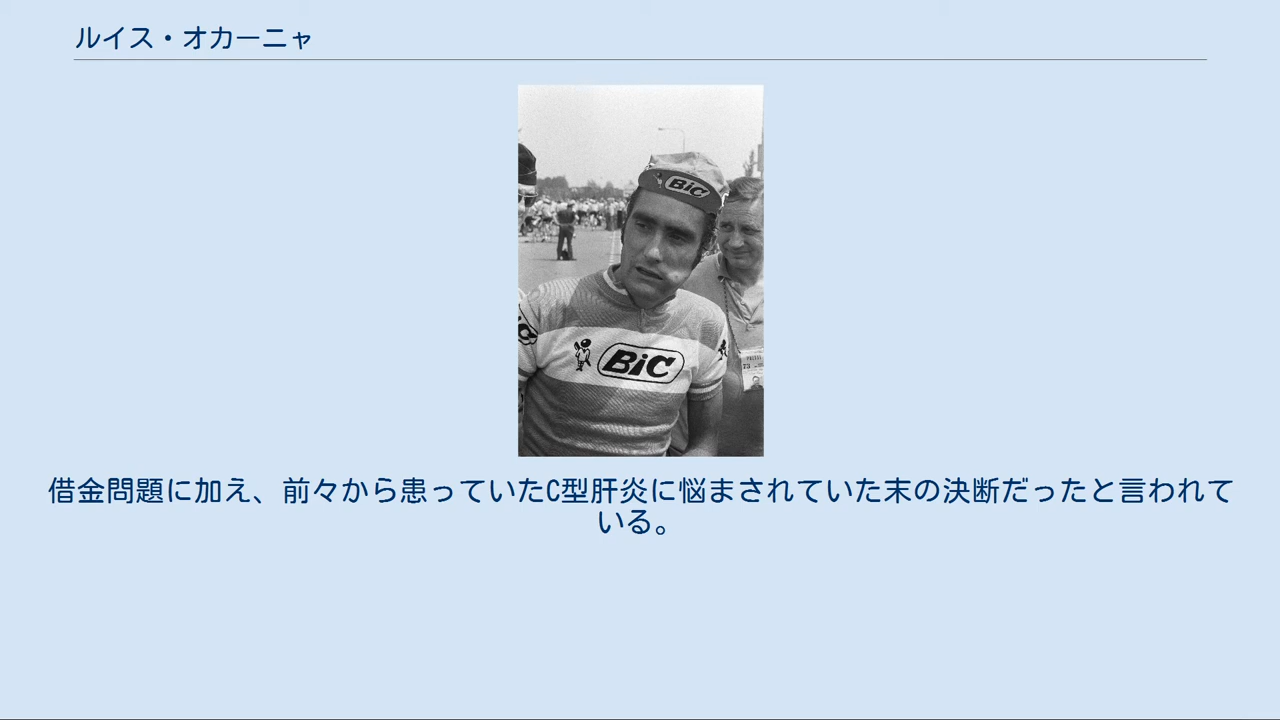 ルイス・オカーニャ
BiC
BiC
借金問題に加え、前々から患っていたC型肝炎に悩まされていた末の決断だったと言われて
いる。